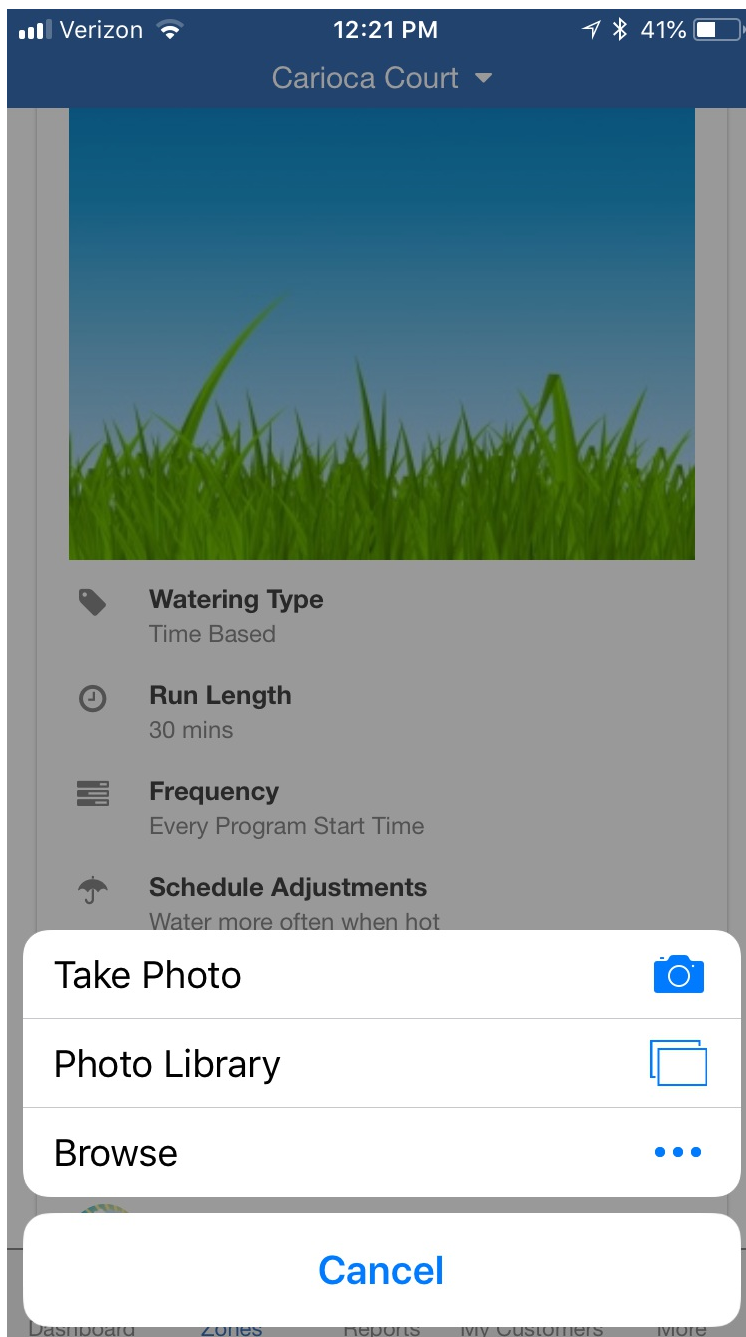 Verizon 12:21 PM 41%
Carioca Court
Watering Type
Time Based
Run Length
30 mins
Frequency
Every Program Start Time
Schedule Adjustments
Water more often when hot
Take Photo
Photo Library
Browse
Cancel
Dashboard Zones Reports My Customers More